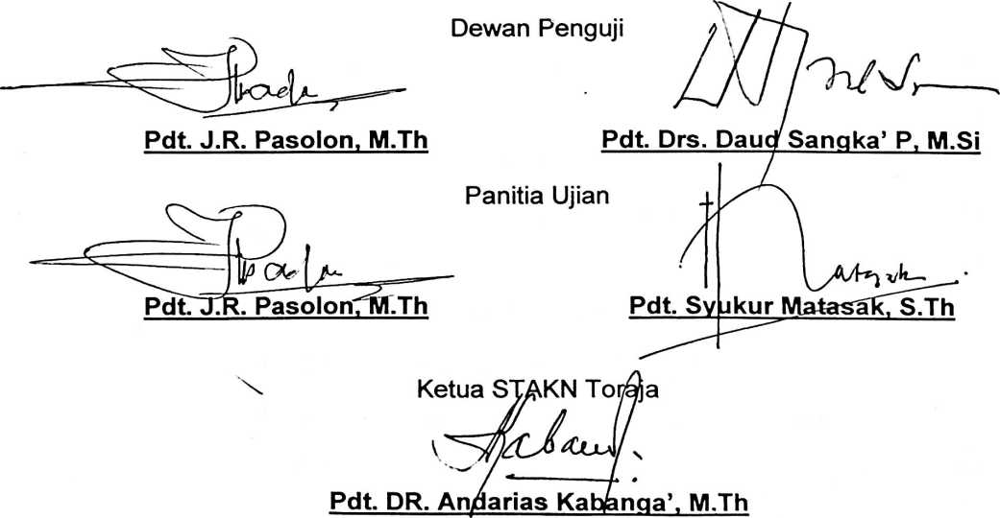 Dewan Penguji
Pdt. J.R. Pasolon, M.Th
Pdt. Drs. Daud Sangka' P, M.Si
Panitia Ujian
Pdt. J.R. Pasolon, M.Th
Pdt. Syukur Matasak, S.Th
Ketua STAKN Toraja
Pdt. DR. Andarias Kabanga', M.Th